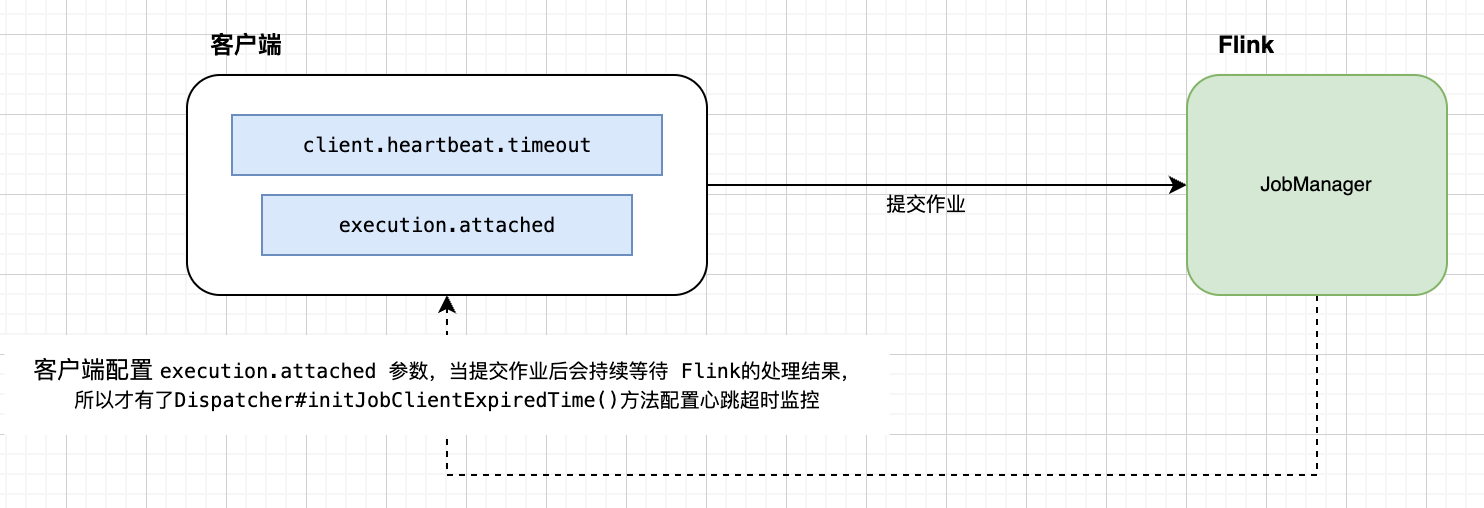 客户端
Flink
client.heartbeat.timeout
execution.attached
提交作业
JobManager
客户端配置 execution.attached 参数，当提交作业后会持续等待 Flink的处理结果，
所以才有了Dispatcher#initJobClientExpiredTime()方法配置心跳超时监控